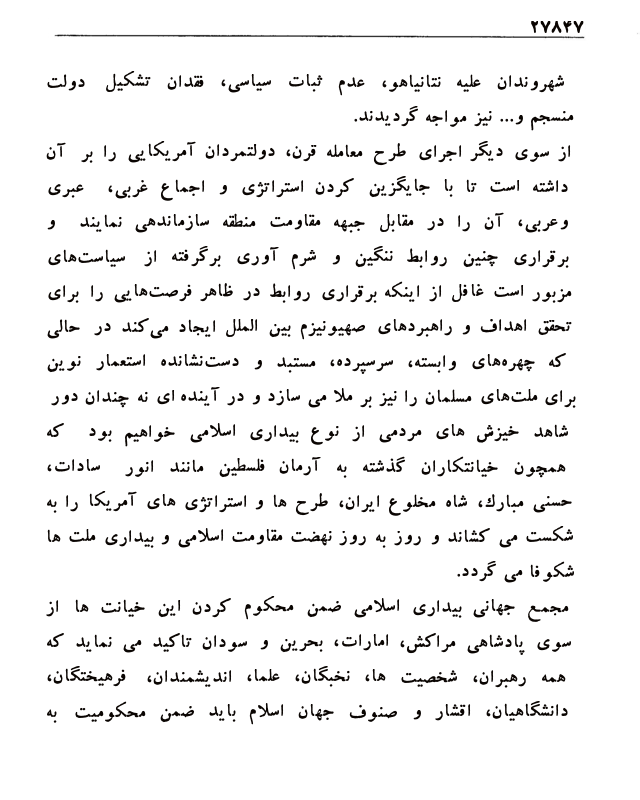 ۲۷۸۴۷
شهروندان علیه نتانیاهو، عدم ثبات سیاسی، فقدان تشکیل دولت
منسجم و... نیز مواجه گردیدند.
از سوی دیگر اجرای طرح معامله قرن، دولتمردان آمریکایی را بر آن
داشته است تا با جایگزین کردن استراتژی و اجماع غربی، عبری
وعربی، آن را در مقابل جبهه مقاومت منطقه سازماندهی نمایند و
برقراری چنین روابط ننگین و شرم آوری برگرفته از سیاست‌های
مزبور است غافل از اینکه برقراری روابط در ظاهر فرصت‌هایی را برای
تحقق اهداف و راهبردهای صهیونیزم بین الملل ایجاد می‌کند در حالی
که چهره‌های وابسته، سرسپرده، مستبد و دست‌نشانده استعمار نوین
برای ملت‌های مسلمان را نیز بر ملا می سازد و در آینده ای نه چندان دور
شاهد خیزش های مردمی از نوع بیداری اسلامی خواهیم بود که
همچون خیانتکاران گذشته به آرمان فلسطین مانند انور سادات،
حسنی مبارك، شاه مخلوع ایران، طرح ها و استراتژی های آمریکا را به
شکست می کشاند و روز به روز نهضت مقاومت اسلامی و بیداری ملت ها
شکوفا می گردد.
مجمع جهانی بیداری اسلامی ضمن محکوم کردن این خیانت ها از
سوی پادشاهی مراکش، امارات، بحرین و سودان تاکید می نماید که
همه رهبران، شخصیت ها، نخبگان، علما، اندیشمندان، فرهیختگان،
دانشگاهیان، اقشار و صنوف جهان اسلام باید ضمن محکومیت به